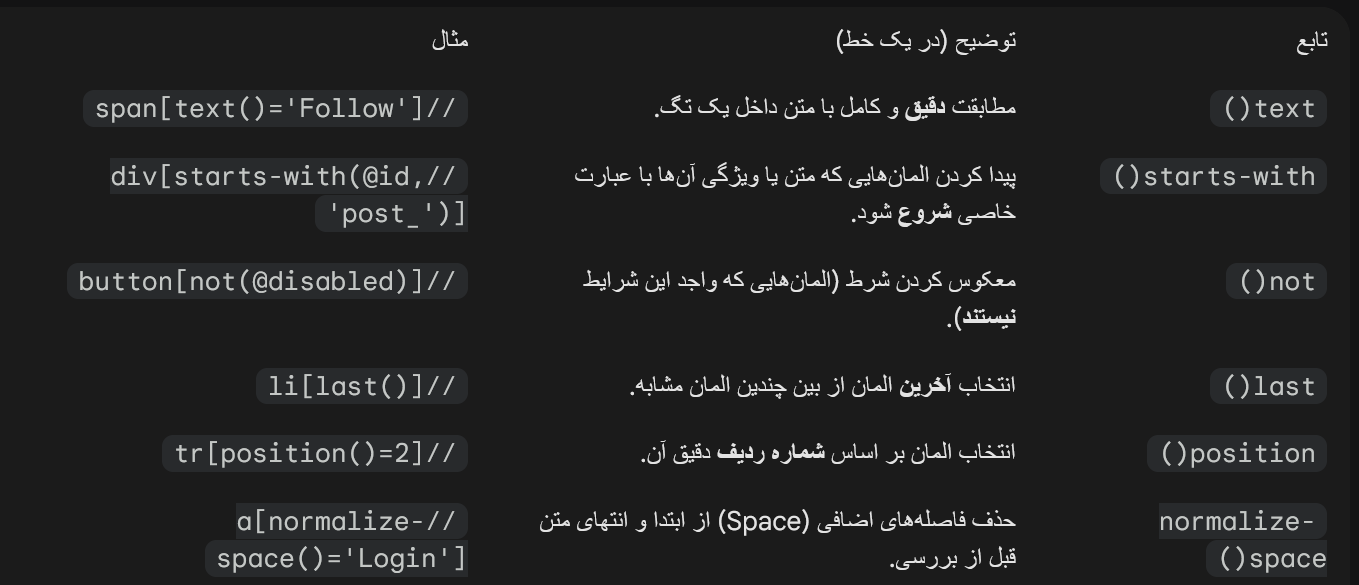 تابع	توضیح (در یک خط)	مثال
text()	مطابقت دقیق و کامل با متن داخل یک تگ.	//span[text()='Follow']
starts-with()	پیدا کردن المان‌هایی که متن یا ویژگی آن‌ها با عبارت	//div[starts-with(@id,
خاصی شروع شود.	'post_')]
not()	معکوس کردن شرط (المان‌هایی که واجد این شرایط	//button[not(@disabled)]
نیستند).
last()	انتخاب آخرین المان از بین چندین المان مشابه.	//li[last()]
position()	انتخاب المان بر اساس شماره ردیف دقیق آن.	//tr[position()=2]
normalize-	حذف فاصله‌های اضافی (Space) از ابتدا و انتهای متن	//a[normalize-
space()	قبل از بررسی.	space()='Login']